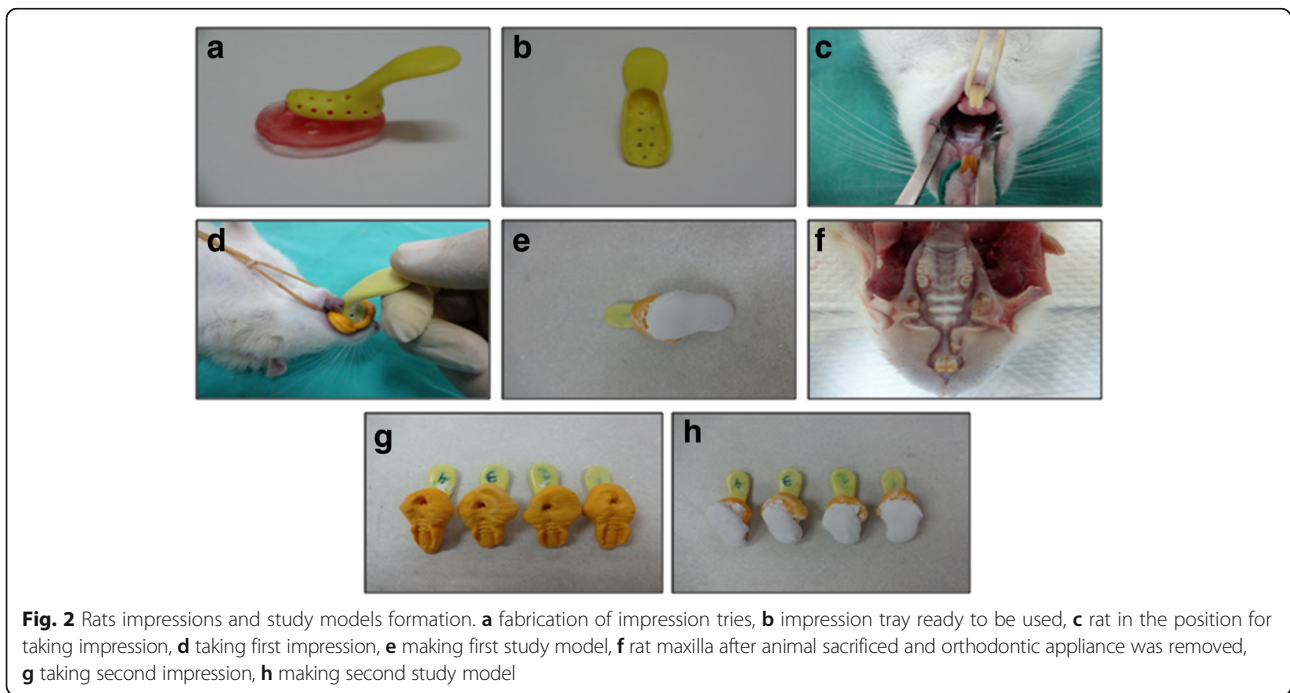 a
b
c
d
e
f
g
h
Fig. 2 Rats impressions and study models formation. a fabrication of impression tries, b impression tray ready to be used, c rat in the position for
taking impression, d taking first impression, e making first study model, f rat maxilla after animal sacrificed and orthodontic appliance was removed,
g taking second impression, h making second study model